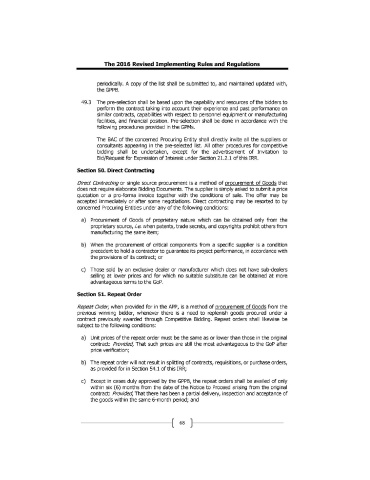 The 2016 Revised Implementing Rules and Regulations
periodically. A copy of the list shall be submitted to, and maintained updated with,
the GPPB.
49.3 The pre-selection shall be based upon the capability and resources of the bidders to
perform the contract taking into account their experience and past performance on
similar contracts, capabilities with respect to personnel equipment or manufacturing
facilities, and financial position. Pre-selection shall be done in accordance with the
following procedures provided in the GPMs.
The BAC of the concerned Procuring Entity shall directly invite all the suppliers or
consultants appearing in the pre-selected list. All other procedures for competitive
bidding shall be undertaken, except for the advertisement of Invitation to
Bid/Request for Expression of Interest under Section 21.2.1 of this IRR.
Section 50. Direct Contracting
Direct Contracting or single source procurement is a method of procurement of Goods that
does not require elaborate Bidding Documents. The supplier is simply asked to submit a price
quotation or a pro-forma invoice together with the conditions of sale. The offer may be
accepted immediately or after some negotiations. Direct contracting may be resorted to by
concerned Procuring Entities under any of the following conditions:
a) Procurement of Goods of proprietary nature which can be obtained only from the
proprietary source, i.e. when patents, trade secrets, and copyrights prohibit others from
manufacturing the same item;
b) When the procurement of critical components from a specific supplier is a condition
precedent to hold a contractor to guarantee its project performance, in accordance with
the provisions of its contract; or
c) Those sold by an exclusive dealer or manufacturer which does not have sub-dealers
selling at lower prices and for which no suitable substitute can be obtained at more
advantageous terms to the GoP.
Section 51. Repeat Order
Repeat Order, when provided for in the APP, is a method of procurement of Goods from the
previous winning bidder, whenever there is a need to replenish goods procured under a
contract previously awarded through Competitive Bidding. Repeat orders shall likewise be
subject to the following conditions:
a) Unit prices of the repeat order must be the same as or lower than those in the original
contract: Provided, That such prices are still the most advantageous to the GoP after
price verification;
b) The repeat order will not result in splitting of contracts, requisitions, or purchase orders,
as provided for in Section 54.1 of this IRR;
c) Except in cases duly approved by the GPPB, the repeat orders shall be availed of only
within six (6) months from the date of the Notice to Proceed arising from the original
contract: Provided, That there has been a partial delivery, inspection and acceptance of
the goods within the same 6-month period; and
68